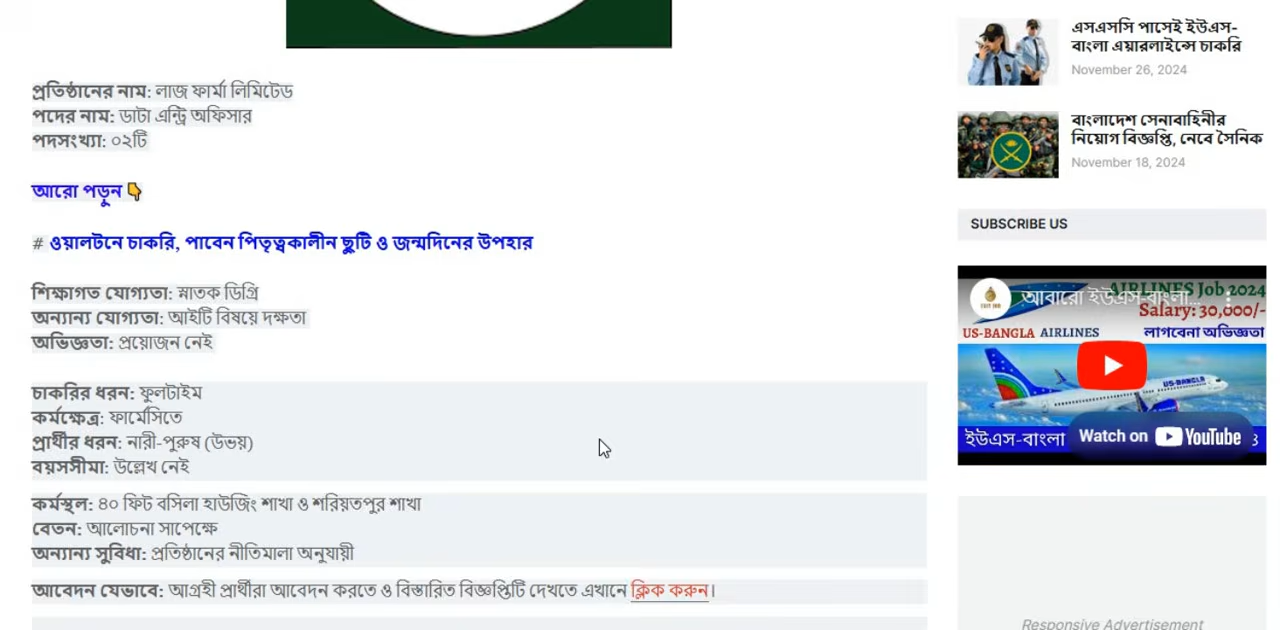 প্রতিষ্ঠানের নাম: লাজ ফার্মা লিমিটেড
পদের নাম: ডাটা এন্ট্রি অফিসার
পদসংখ্যা: ০২টি
আরো পড়ুন👇
# ওয়ালটনে চাকরি, পাবেন পিতৃত্বকালীন ছুটি ও জন্মদিনের উপহার
শিক্ষাগত যোগ্যতা: স্নাতক ডিগ্রি
অন্যান্য যোগ্যতা: আইটি বিষয়ে দক্ষতা
অভিজ্ঞতা: প্রয়োজন নেই
চাকরির ধরন: ফুলটাইম
কর্মক্ষেত্র: ফার্মেসিতে
প্রার্থীর ধরন: নারী-পুরুষ (উভয়)
বয়সসীমা: উল্লেখ নেই
কর্মস্থল: ৪০ ফিট বসিলা হাউজিং শাখা ও শরিয়তপুর শাখা
বেতন: আলোচনা সাপেক্ষে
অন্যান্য সুবিধা: প্রতিষ্ঠানের নীতিমালা অনুযায়ী
আবেদন যেভাবে: আগ্রহী প্রার্থীরা আবেদন করতে ও বিস্তারিত বিজ্ঞপ্তিটি দেখতে এখানে ক্লিক করুন।
এসএসসি পাসেই ইউএস-
বাংলা এয়ারলাইন্সে চাকরি
November 26, 2024
বাংলাদেশ সেনাবাহিনীর
নিয়োগ বিজ্ঞপ্তি, নেবে সৈনিক
November 18, 2024
SUBSCRIBE US
আবারো ইউএস-বাংলা...
AIRLINES Job 2024
Salary: 30,000/-
US-BANGLA AIRLINES
লাগবেনা অভিজ্ঞতা
US-BANGLA
ইউএস-বাংলা
Watch on YouTube
Responsive Advertisement